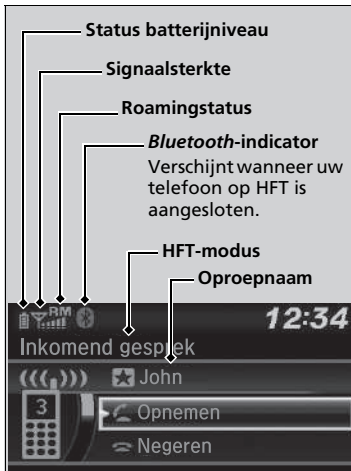 Status batterijniveau
Signaalsterkte
Roamingstatus
Bluetooth-indicator
Verschijnt wanneer uw
telefoon op HFT is
aangesloten.
HFT-modus
Oproepnaam
RM
12:34
Inkomend gesprek
John
3
Opnemen
Negeren